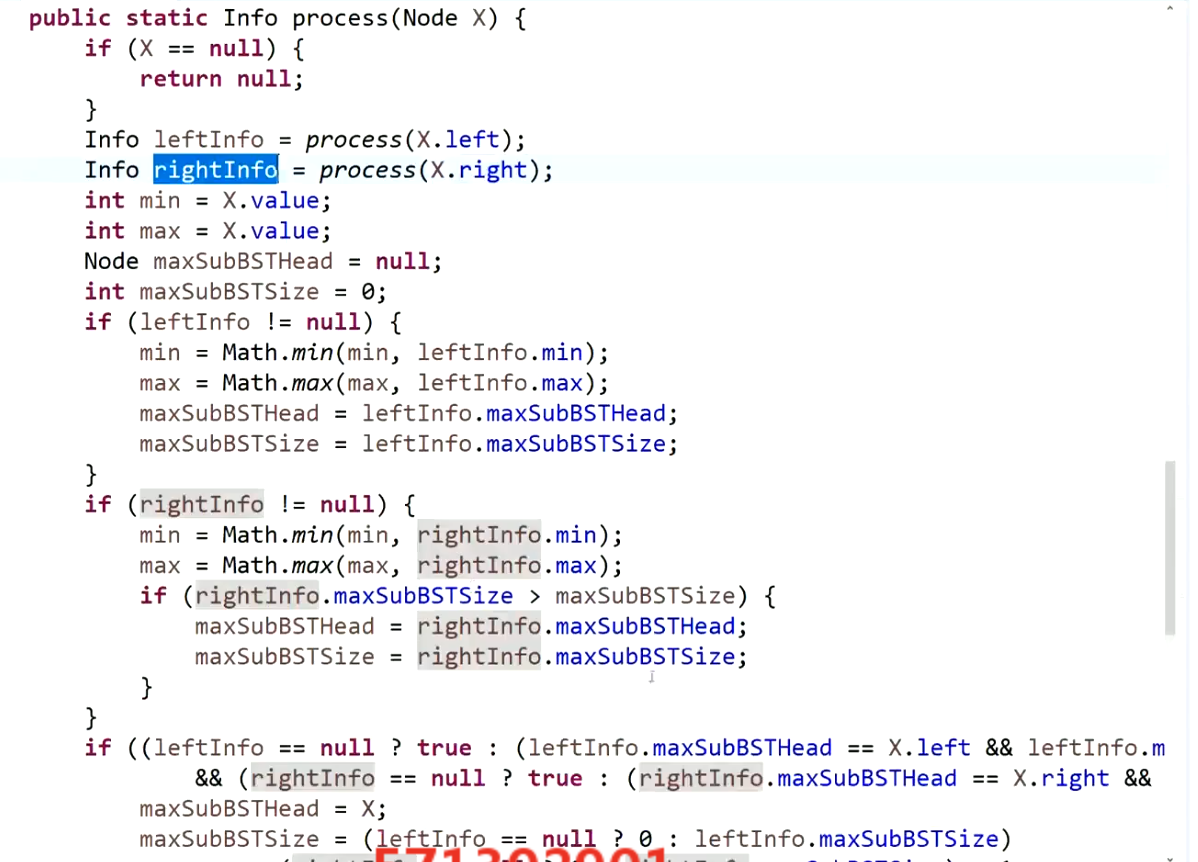 public static Info process(Node X) {
    if (X == null) {
        return null;
    }
    Info leftInfo = process(X.left);
    Info rightInfo = process(X.right);
    int min = X.value;
    int max = X.value;
    Node maxSubBSTHead = null;
    int maxSubBSTSize = 0;
    if (leftInfo != null) {
        min = Math.min(min, leftInfo.min);
        max = Math.max(max, leftInfo.max);
        maxSubBSTHead = leftInfo.maxSubBSTHead;
        maxSubBSTSize = leftInfo.maxSubBSTSize;
    }
    if (rightInfo != null) {
        min = Math.min(min, rightInfo.min);
        max = Math.max(max, rightInfo.max);
        if (rightInfo.maxSubBSTSize > maxSubBSTSize) {
            maxSubBSTHead = rightInfo.maxSubBSTHead;
            maxSubBSTSize = rightInfo.maxSubBSTSize;
        }
    }
    if ((leftInfo == null ? true : (leftInfo.maxSubBSTHead == X.left && leftInfo.m
            && (rightInfo == null ? true : (rightInfo.maxSubBSTHead == X.right &&
        maxSubBSTHead = X;
        maxSubBSTSize = (leftInfo == null ? 0 : leftInfo.maxSubBSTSize)